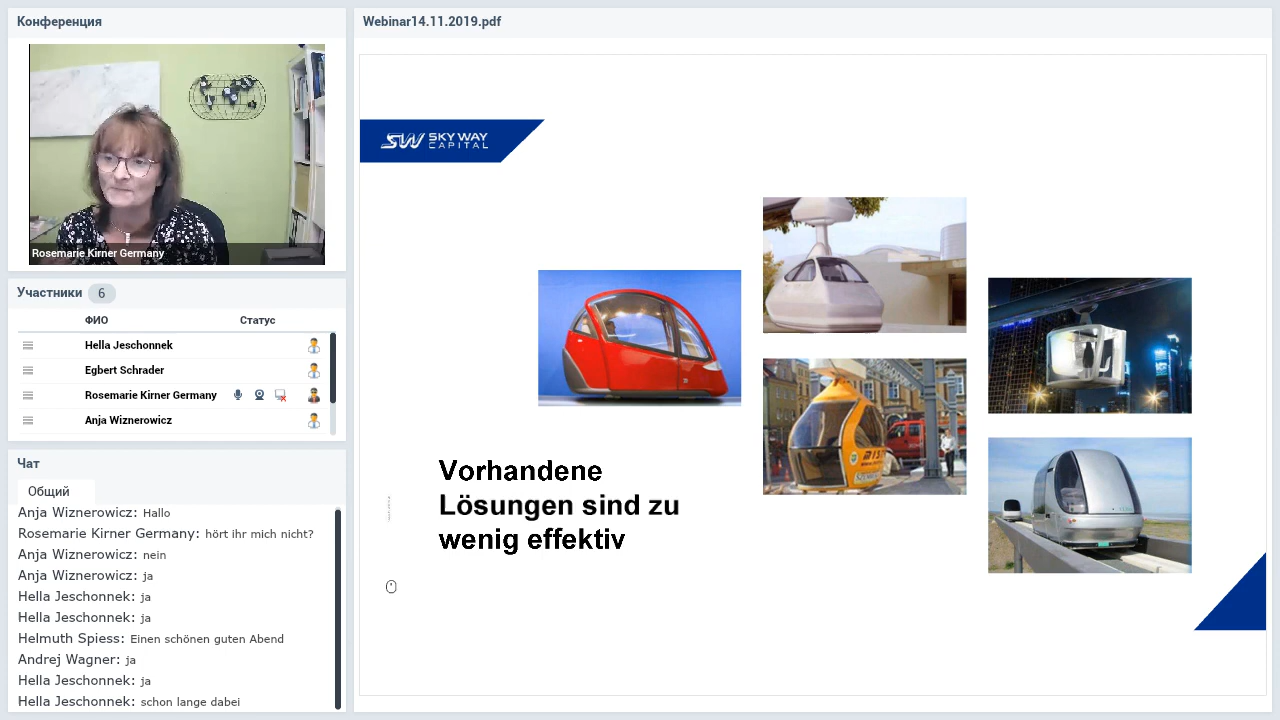 Конференция
Rosemarie Kirner Germany
Участники 6
ФИО Статус
Hella Jeschonnek
Egbert Schrader
Rosemarie Kirner Germany
Anja Wiznerowicz
Чат
Общий
Anja Wiznerowicz: Hallo
Rosemarie Kirner Germany: hört ihr mich nicht?
Anja Wiznerowicz: nein
Anja Wiznerowicz: ja
Hella Jeschonnek: ja
Hella Jeschonnek: ja
Helmuth Spiess: Einen schönen guten Abend
Andrej Wagner: ja
Hella Jeschonnek: ja
Hella Jeschonnek: schon lange dabei
Webinar14.11.2019.pdf
SW SKY WAY
CAPITAL
Vorhandene
Lösungen sind zu
wenig effektiv